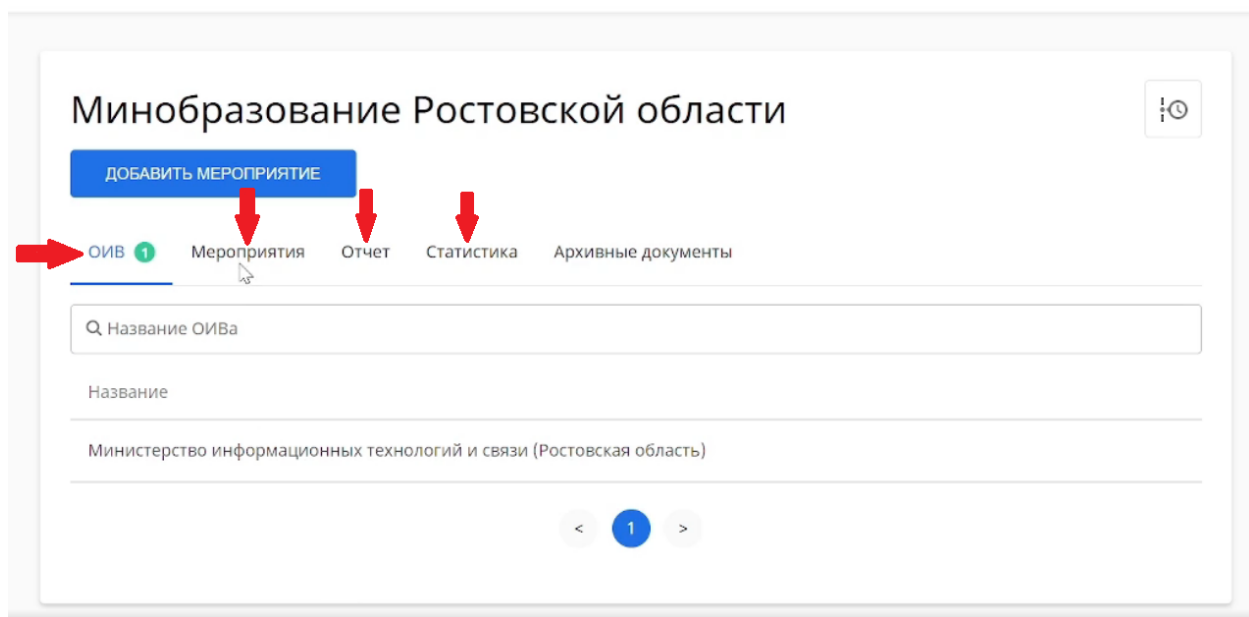 Минобразование Ростовской области
ДОБАВИТЬ МЕРОПРИЯТИЕ
ОИВ 1 Мероприятия Отчет Статистика Архивные документы
Название ОИВа
Название
Министерство информационных технологий и связи (Ростовская область)
< 1 >